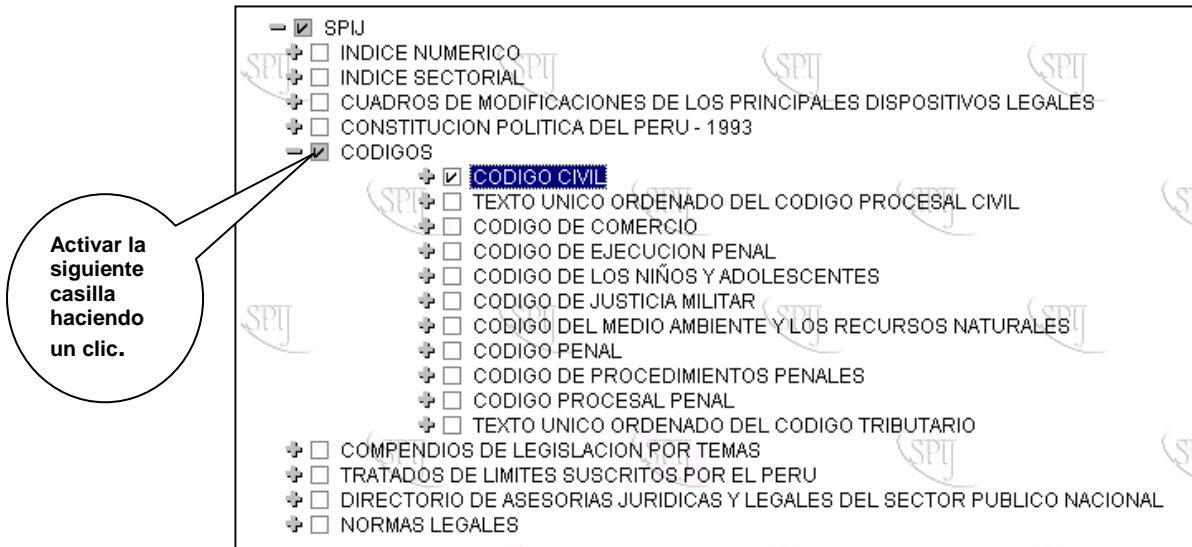 SPIJ
INDICE NUMERICO
INDICE SECTORIAL
CUADROS DE MODIFICACIONES DE LOS PRINCIPALES DISPOSITIVOS LEGALES
CONSTITUCION POLITICA DEL PERU - 1993
CODIGOS
CODIGO CIVIL
TEXTO UNICO ORDENADO DEL CODIGO PROCESAL CIVIL
CODIGO DE COMERCIO
CODIGO DE EJECUCION PENAL
CODIGO DE LOS NIÑOS Y ADOLESCENTES
CODIGO DE JUSTICIA MILITAR
CODIGO DEL MEDIO AMBIENTE Y LOS RECURSOS NATURALES
CODIGO PENAL
CODIGO DE PROCEDIMIENTOS PENALES
CODIGO PROCESAL PENAL
TEXTO UNICO ORDENADO DEL CODIGO TRIBUTARIO
COMPENDIOS DE LEGISLACION POR TEMAS
TRATADOS DE LIMITES SUSCRITOS POR EL PERU
DIRECTORIO DE ASESORIAS JURIDICAS Y LEGALES DEL SECTOR PUBLICO NACIONAL
NORMAS LEGALES
Activar la
siguiente
casilla
haciendo
un clic.